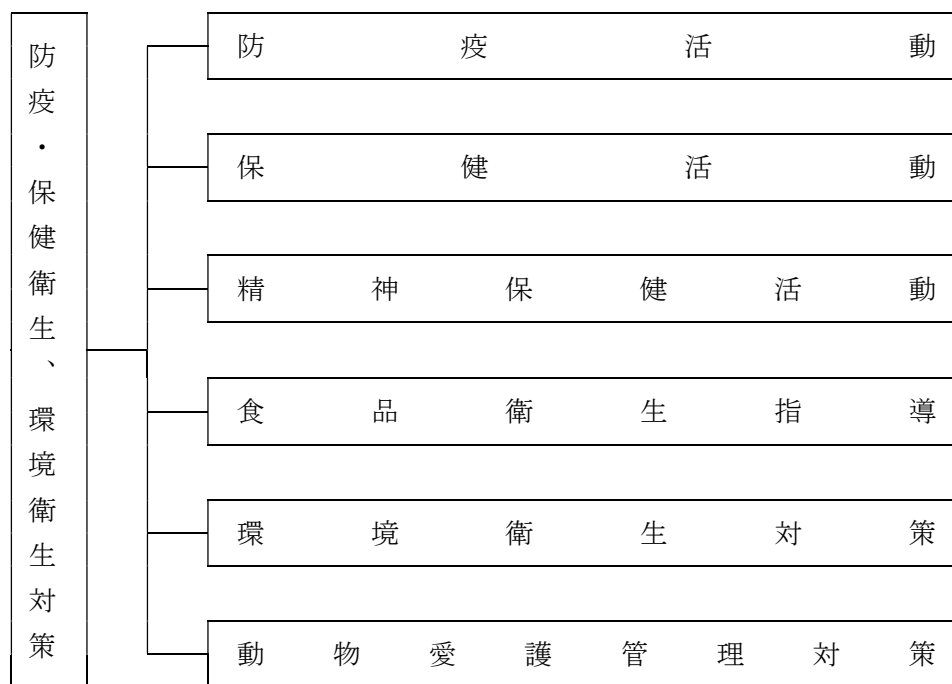 防疫・保健衛生、環境衛生対策
防疫活動
保健活動
精神保健活動
食品衛生指導
環境衛生対策
動物愛護管理対策